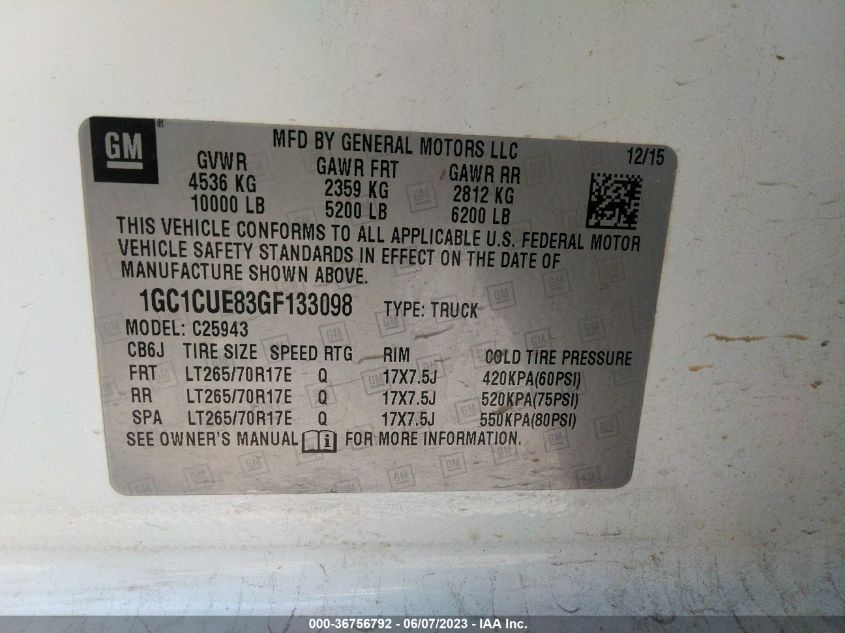 GM®
MFD BY GENERAL MOTORS LLC 12/15
GVWR GAWR FRT GAWR RR
4536 KG 2359 KG 2812 KG
10000 LB 5200 LB 6200 LB
THIS VEHICLE CONFORMS TO ALL APPLICABLE U.S. FEDERAL MOTOR
VEHICLE SAFETY STANDARDS IN EFFECT ON THE DATE OF
MANUFACTURE SHOWN ABOVE.
1GC1CUE83GF133098 TYPE: TRUCK
MODEL: C25943
CB6J TIRE SIZE SPEED RTG RIM COLD TIRE PRESSURE
FRT LT265/70R17E Q 17X7.5J 420KPA(60PSI)
RR LT265/70R17E Q 17X7.5J 520KPA(75PSI)
SPA LT265/70R17E Q 17X7.5J 550KPA(80PSI)
SEE OWNER'S MANUAL i FOR MORE INFORMATION.
000-36756792 - 06/07/2023 - IAA Inc.